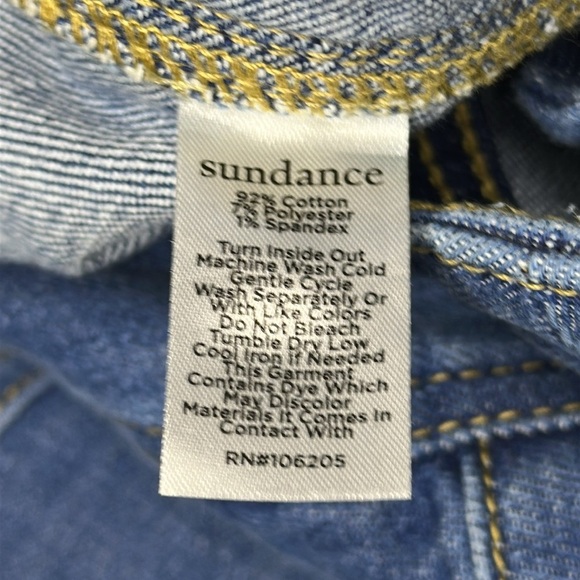 sundance
92% Cotton
7% Polyester
1% Spandex
Turn Inside Out
Machine Wash Cold
Gentle Cycle
Wash Separately Or
With Like Colors
Do Not Bleach
Tumble Dry Low
Cool Iron if Needed
This Garment
Contains Dye Which
May Discolor
Materials It Comes In
Contact With
RN#106205